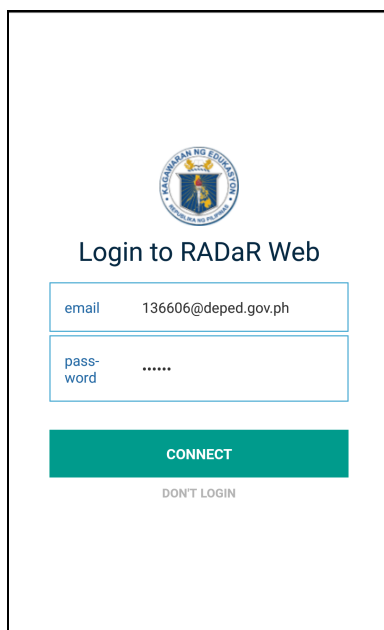 KAGAWARAN NG EDUKASYON
REPUBLIKA NG PILIPINAS
Login to RADaR Web
email 136606@deped.gov.ph
pass-
word ••••••
CONNECT
DON'T LOGIN